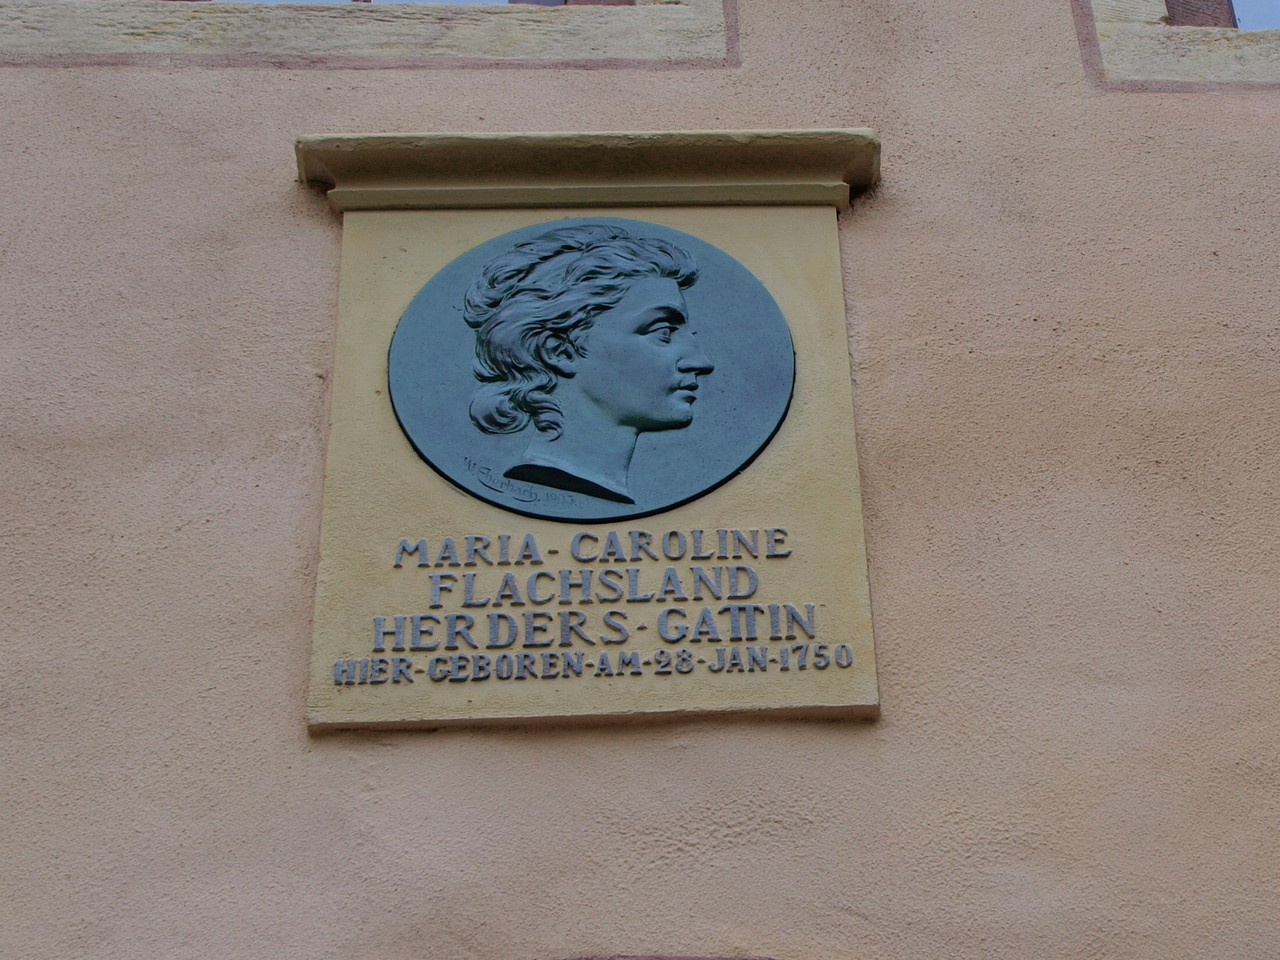 MARIA-CAROLINE
FLACHSLAND
HERDERS-GATTIN
HIER-GEBOREN-AM-28-JAN-1750